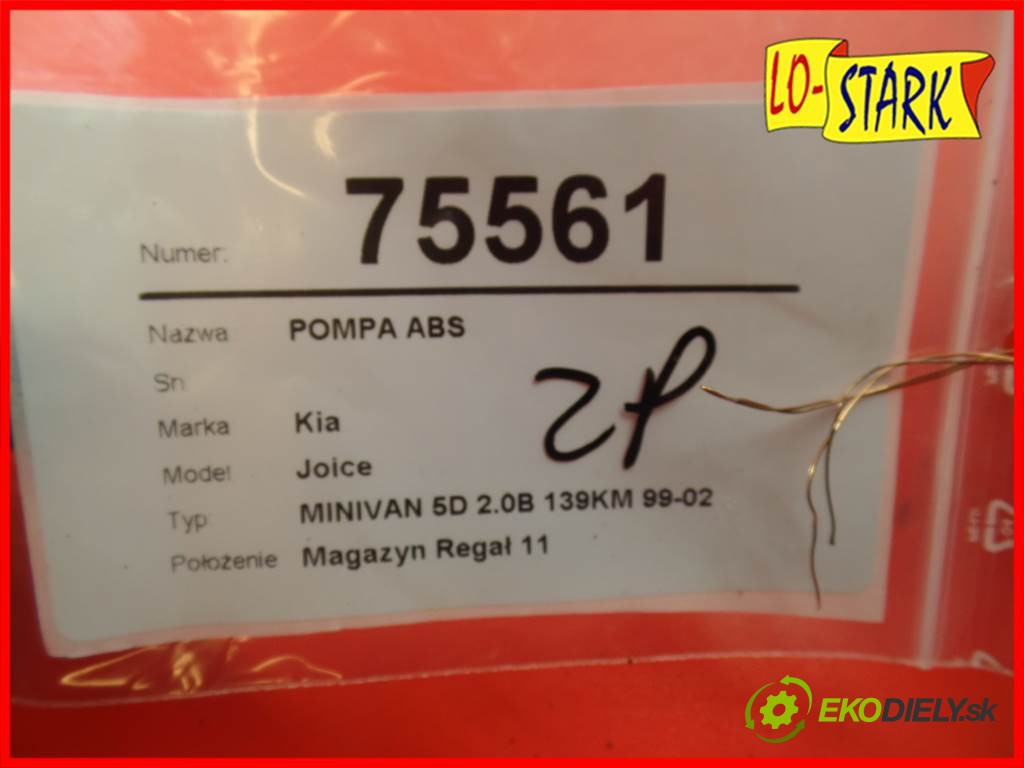 LO-STARK
Numer: 75561
Nazwa POMPA ABS
Sn
Marka Kia
Model Joice
Typ: MINIVAN 5D 2.0B 139KM 99-02
Położenie Magazyn Regał 11
ZP
EKODIELY.sk